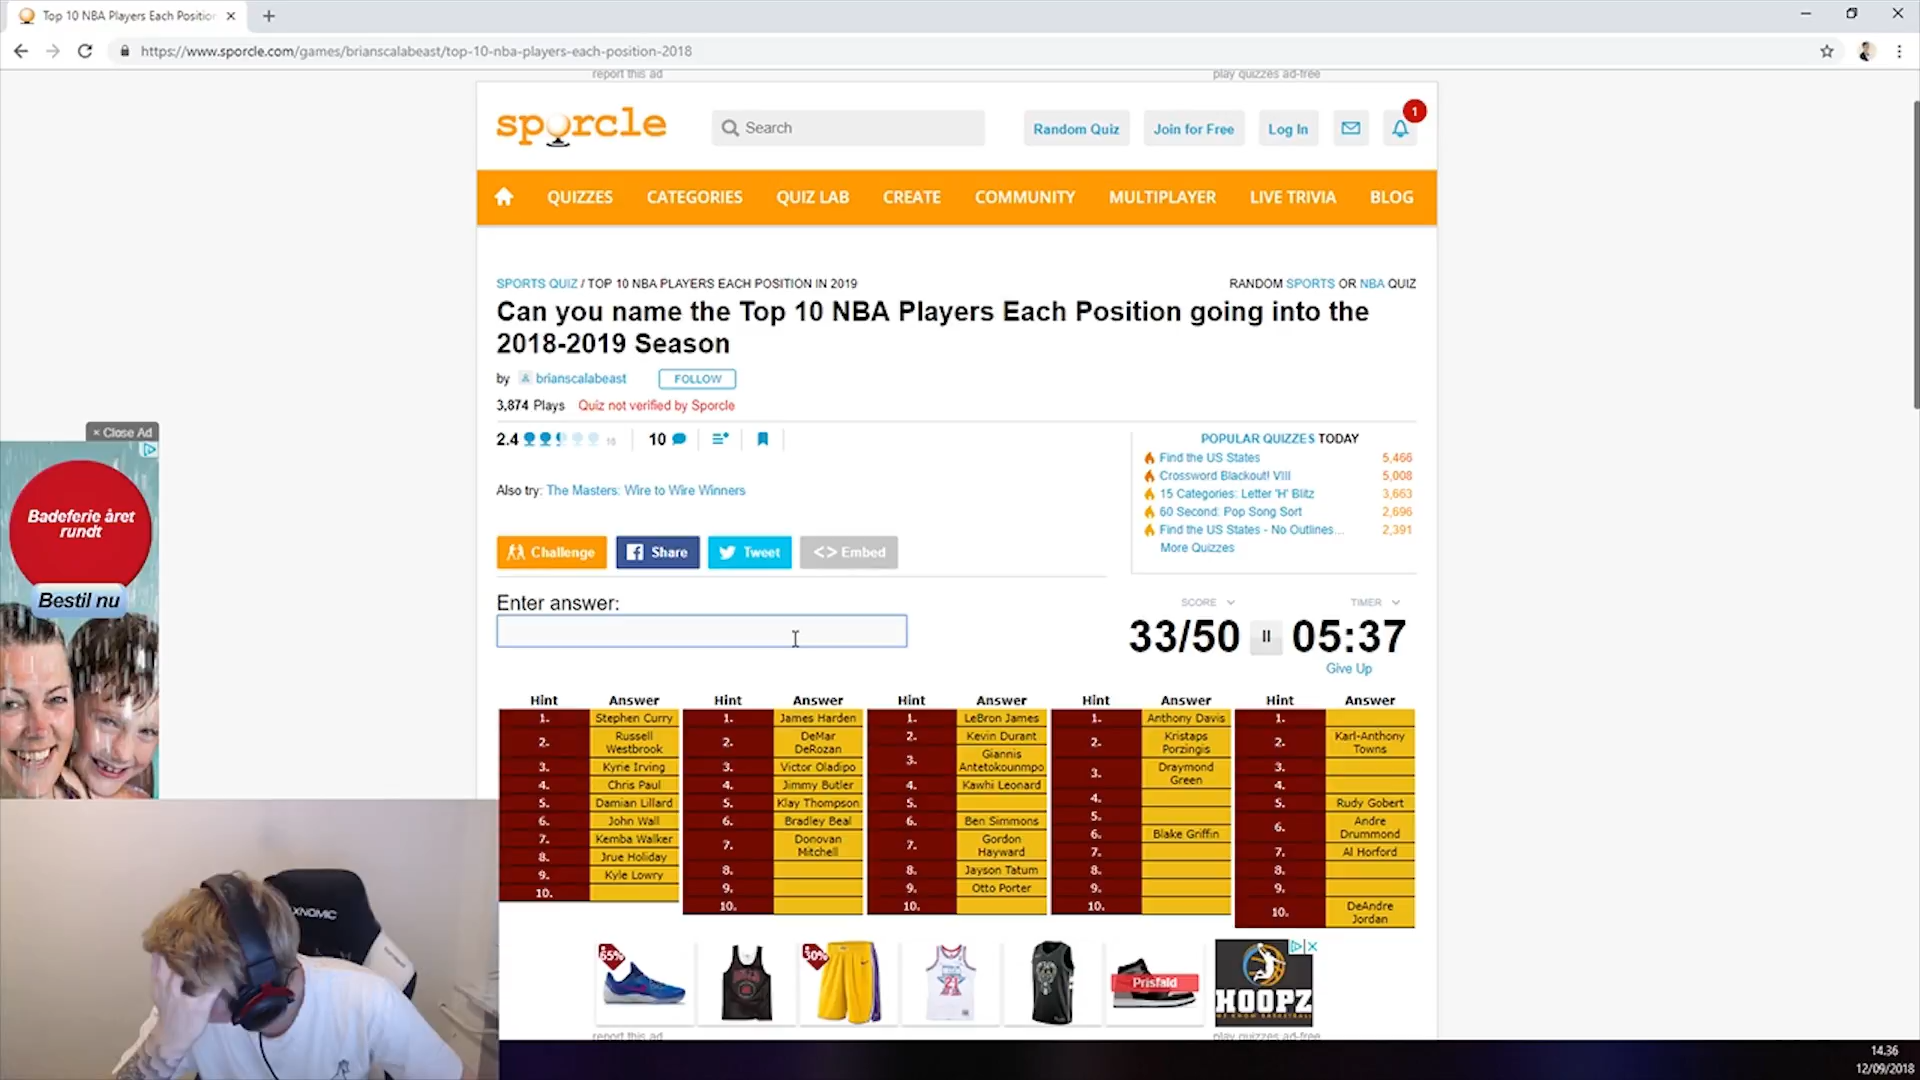 Top 10 NBA Players Each Position
https://www.sporcle.com/games/brianscalabeast/top-10-nba-players-each-position-2018
report this ad
play quizzes ad-free
sporcle
Search
Random Quiz
Join for Free
Log In
1
QUIZZES
CATEGORIES
QUIZ LAB
CREATE
COMMUNITY
MULTIPLAYER
LIVE TRIVIA
BLOG
SPORTS QUIZ / TOP 10 NBA PLAYERS EACH POSITION IN 2019
RANDOM SPORTS OR NBA QUIZ
Can you name the Top 10 NBA Players Each Position going into the
2018-2019 Season
by brianscalabeast
FOLLOW
3,874 Plays Quiz not verified by Sporcle
2.4
10
POPULAR QUIZZES TODAY
Find the US States 5,466
Crossword Blackout! VIII 5,008
15 Categories: Letter 'H' Blitz 3,663
60 Second: Pop Song Sort 2,696
Find the US States - No Outlines... 2,391
More Quizzes
Also try: The Masters: Wire to Wire Winners
Challenge
Share
Tweet
<> Embed
Enter answer:
SCORE
TIMER
33/50
05:37
Give Up
Hint Answer
1. Stephen Curry
2. Russell
Westbrook
3. Kyrie Irving
4. Chris Paul
5. Damian Lillard
6. John Wall
7. Kemba Walker
8. Jrue Holiday
9. Kyle Lowry
10.
Hint Answer
1. James Harden
2. DeMar
DeRozan
3. Victor Oladipo
4. Jimmy Butler
5. Klay Thompson
6. Bradley Beal
7. Donovan
Mitchell
8.
9.
10.
Hint Answer
1. LeBron James
2. Kevin Durant
3. Giannis
Antetokounmpo
4. Kawhi Leonard
5.
6. Ben Simmons
7. Gordon
Hayward
8. Jayson Tatum
9. Otto Porter
10.
Hint Answer
1. Anthony Davis
2. Kristaps
Porzingis
3. Draymond
Green
4.
5.
6. Blake Griffin
7.
8.
9.
10.
Hint Answer
1.
2. Karl-Anthony
Towns
3.
4.
5. Rudy Gobert
6. Andre
Drummond
7. Al Horford
8.
9.
10. DeAndre
Jordan
× Close Ad
Badeferie året
rundt
Bestil nu
55%
30%
21
Prisfald
HOOPZ
report this ad
play quizzes ad-free
14.36
12/09/2018